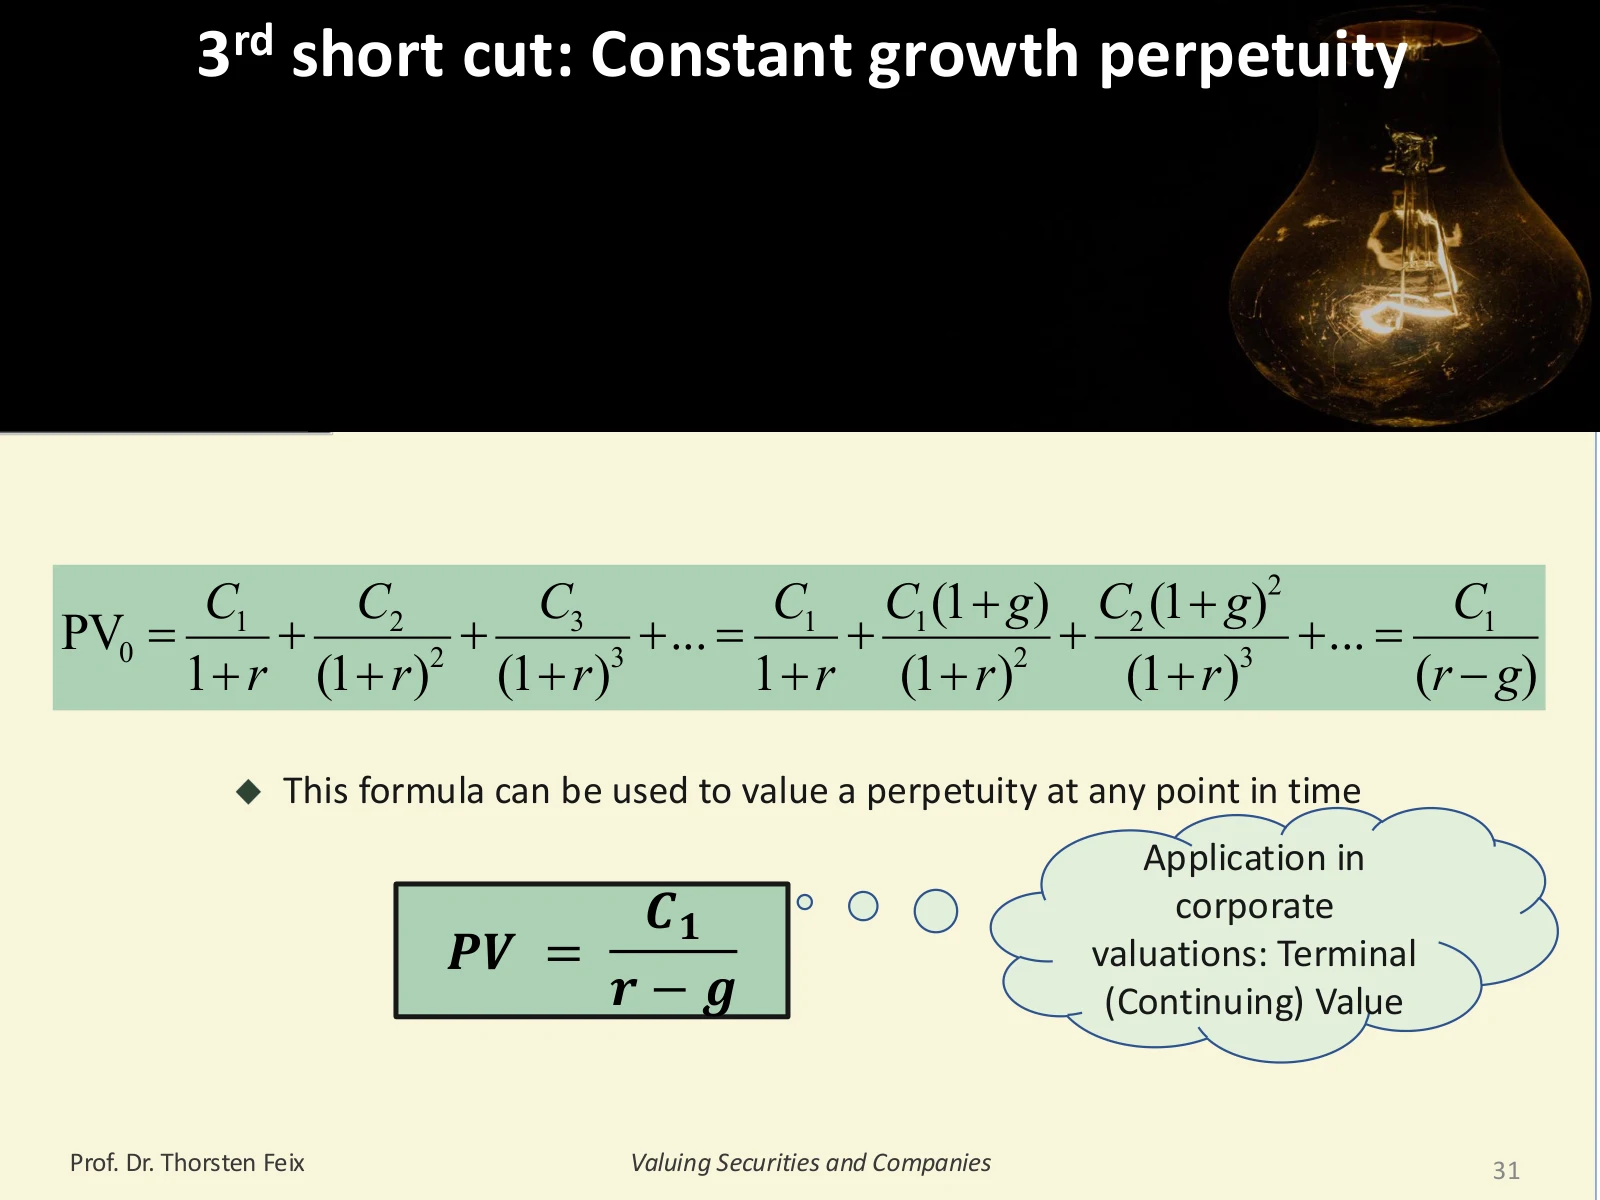 3rd short cut: Constant growth perpetuity
PV₀ = C₁/(1+r) + C₂/(1+r)² + C₃/(1+r)³ +... = C₁/(1+r) + C₁(1+g)/(1+r)² + C₂(1+g)²/(1+r)³ +... = C₁/(r−g)
◆ This formula can be used to value a perpetuity at any point in time
PV = C₁/(r − g)
Application in
corporate
valuations: Terminal
(Continuing) Value
Prof. Dr. Thorsten Feix
Valuing Securities and Companies
31